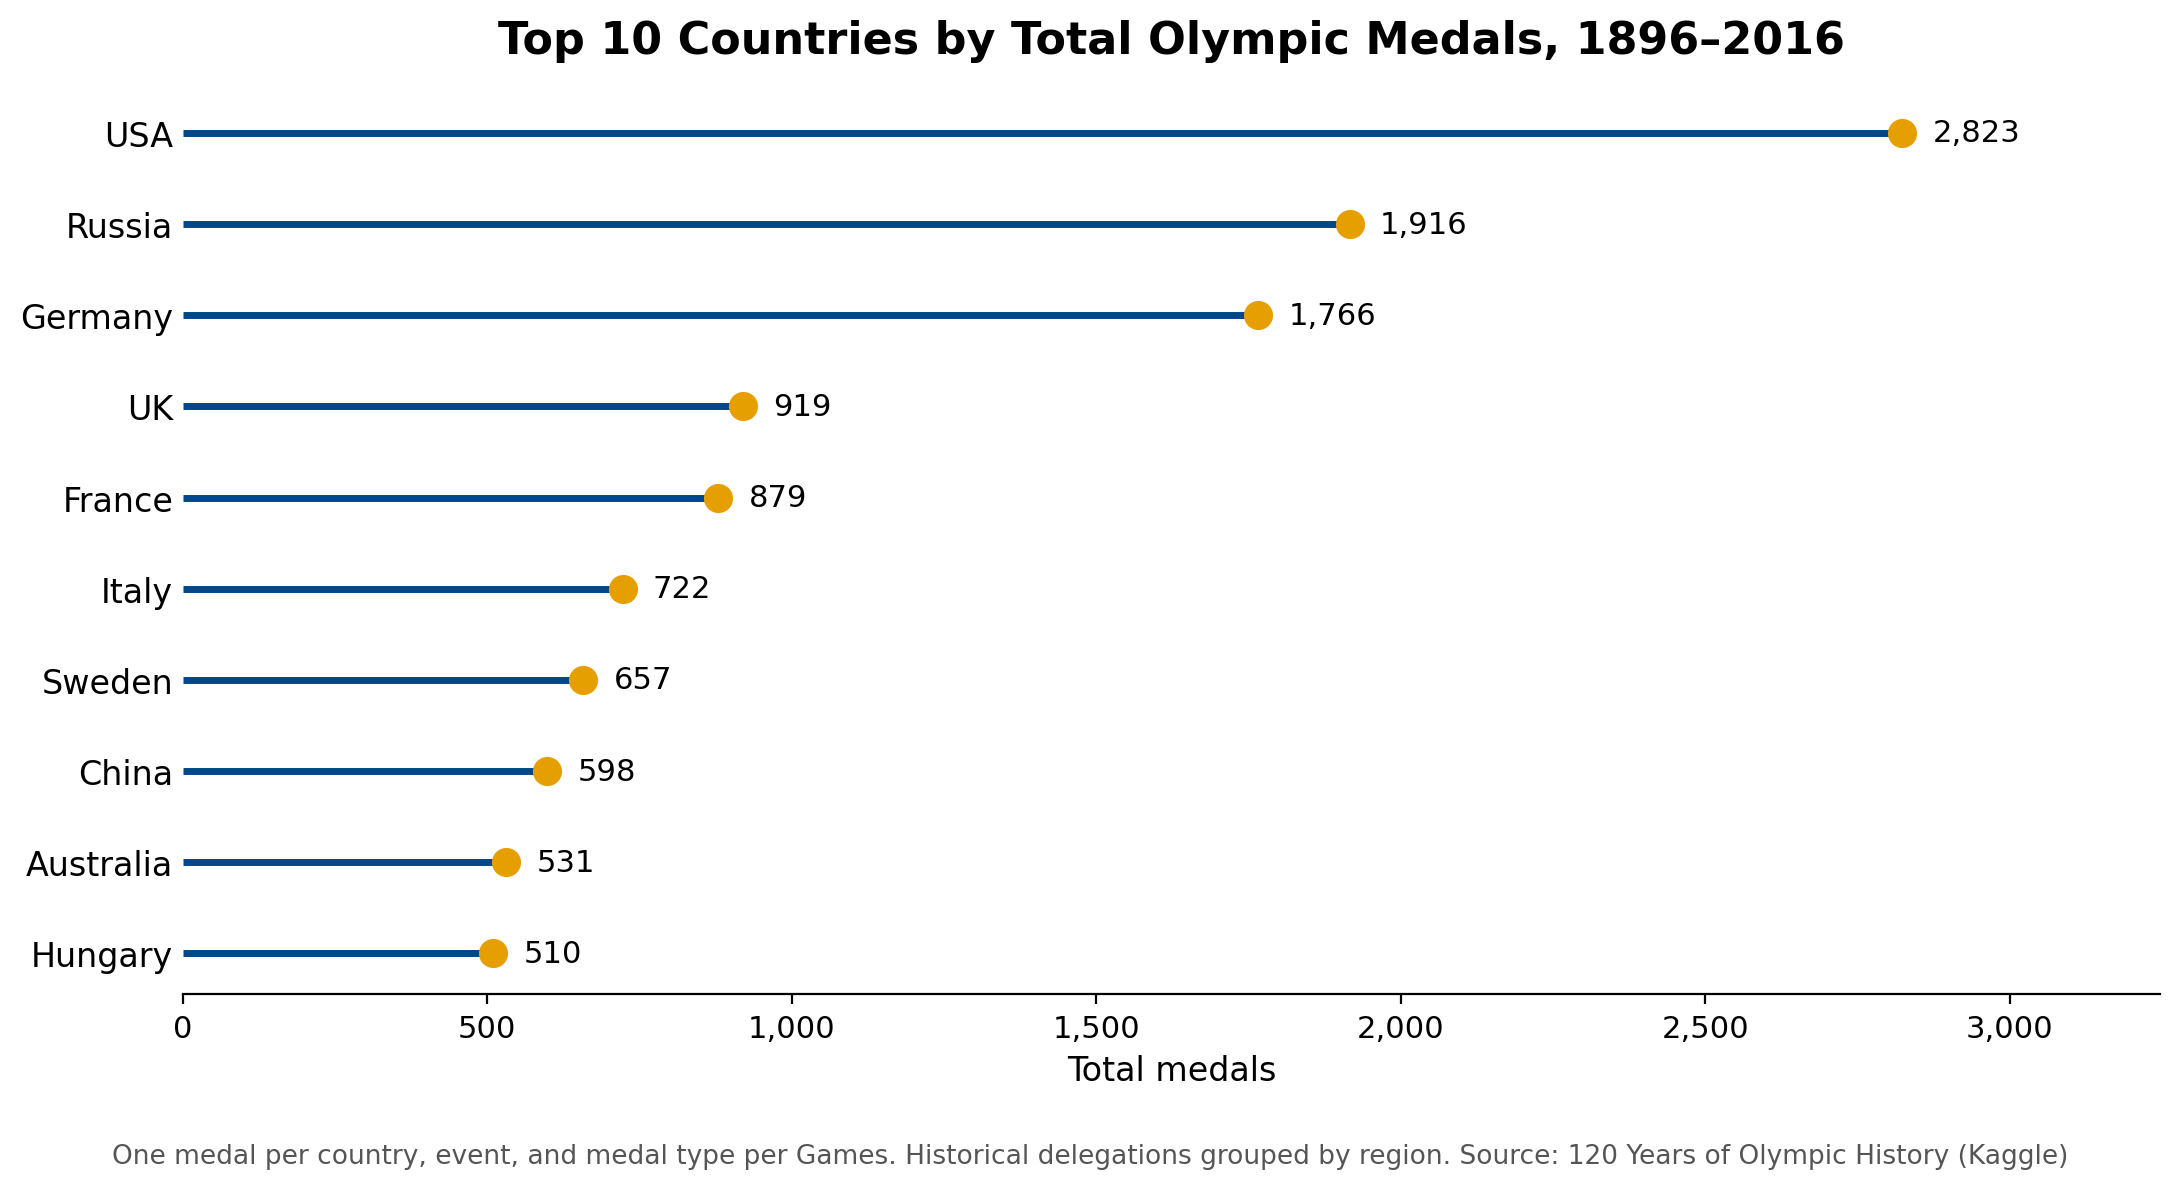 Top 10 Countries by Total Olympic Medals, 1896–2016
USA 2,823
Russia 1,916
Germany 1,766
UK 919
France 879
Italy 722
Sweden 657
China 598
Australia 531
Hungary 510
0 500 1,000 1,500 2,000 2,500 3,000
Total medals
One medal per country, event, and medal type per Games. Historical delegations grouped by region. Source: 120 Years of Olympic History (Kaggle)